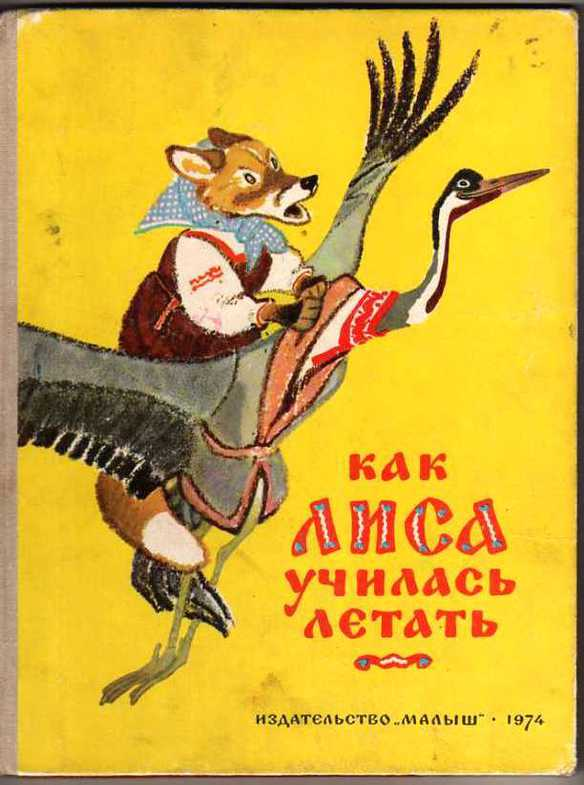 как
лиса
училась
летать
издательство „малыш“ · 1974